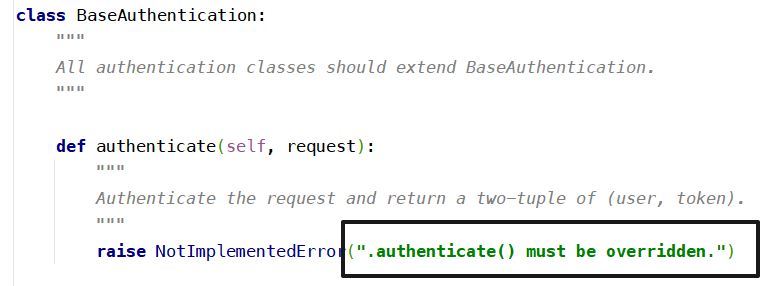 class BaseAuthentication:
"""
All authentication classes should extend BaseAuthentication.
"""
def authenticate(self, request):
"""
Authenticate the request and return a two-tuple of (user, token).
"""
raise NotImplementedError(".authenticate() must be overridden.")